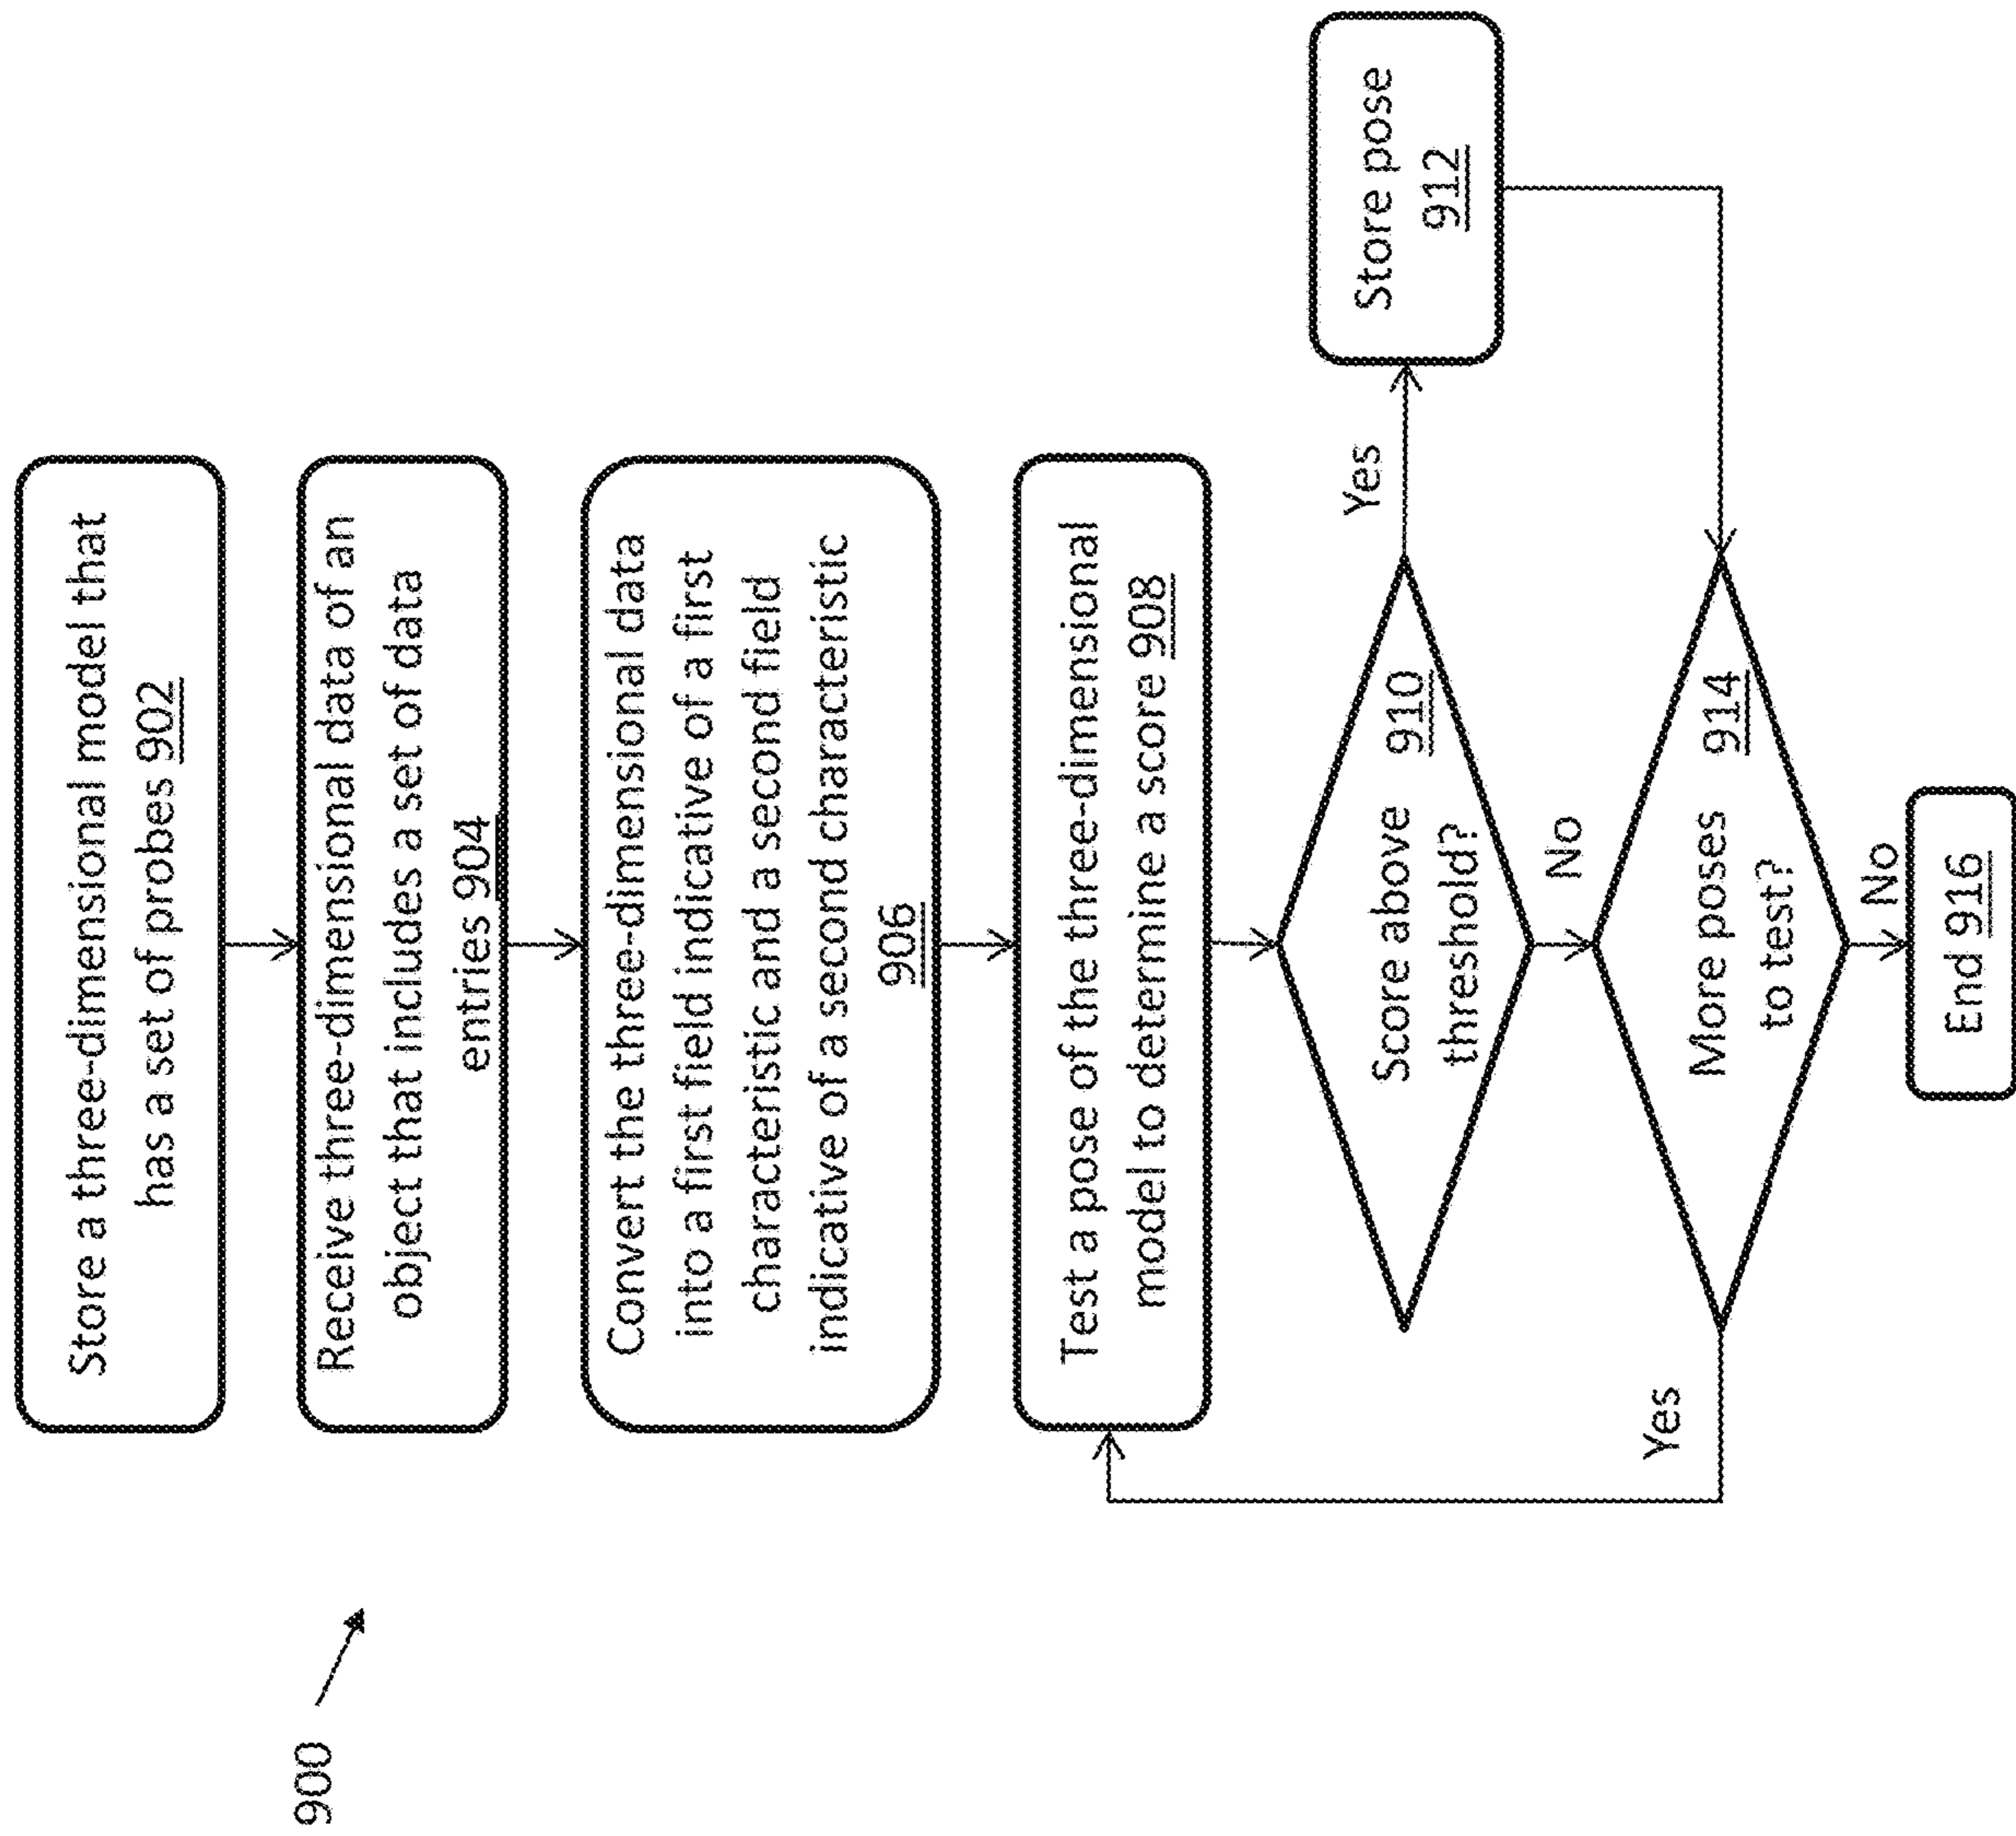 900
Store a three-dimensional model that
has a set of probes 902
Receive three-dimensional data of an
object that includes a set of data
entries 904
Convert the three-dimensional data
into a first field indicative of a first
characteristic and a second field
indicative of a second characteristic
906
Test a pose of the three-dimensional
model to determine a score 908
Score above
threshold?
910
Yes
Store pose
912
No
More poses
to test?
914
Yes
No
End 916